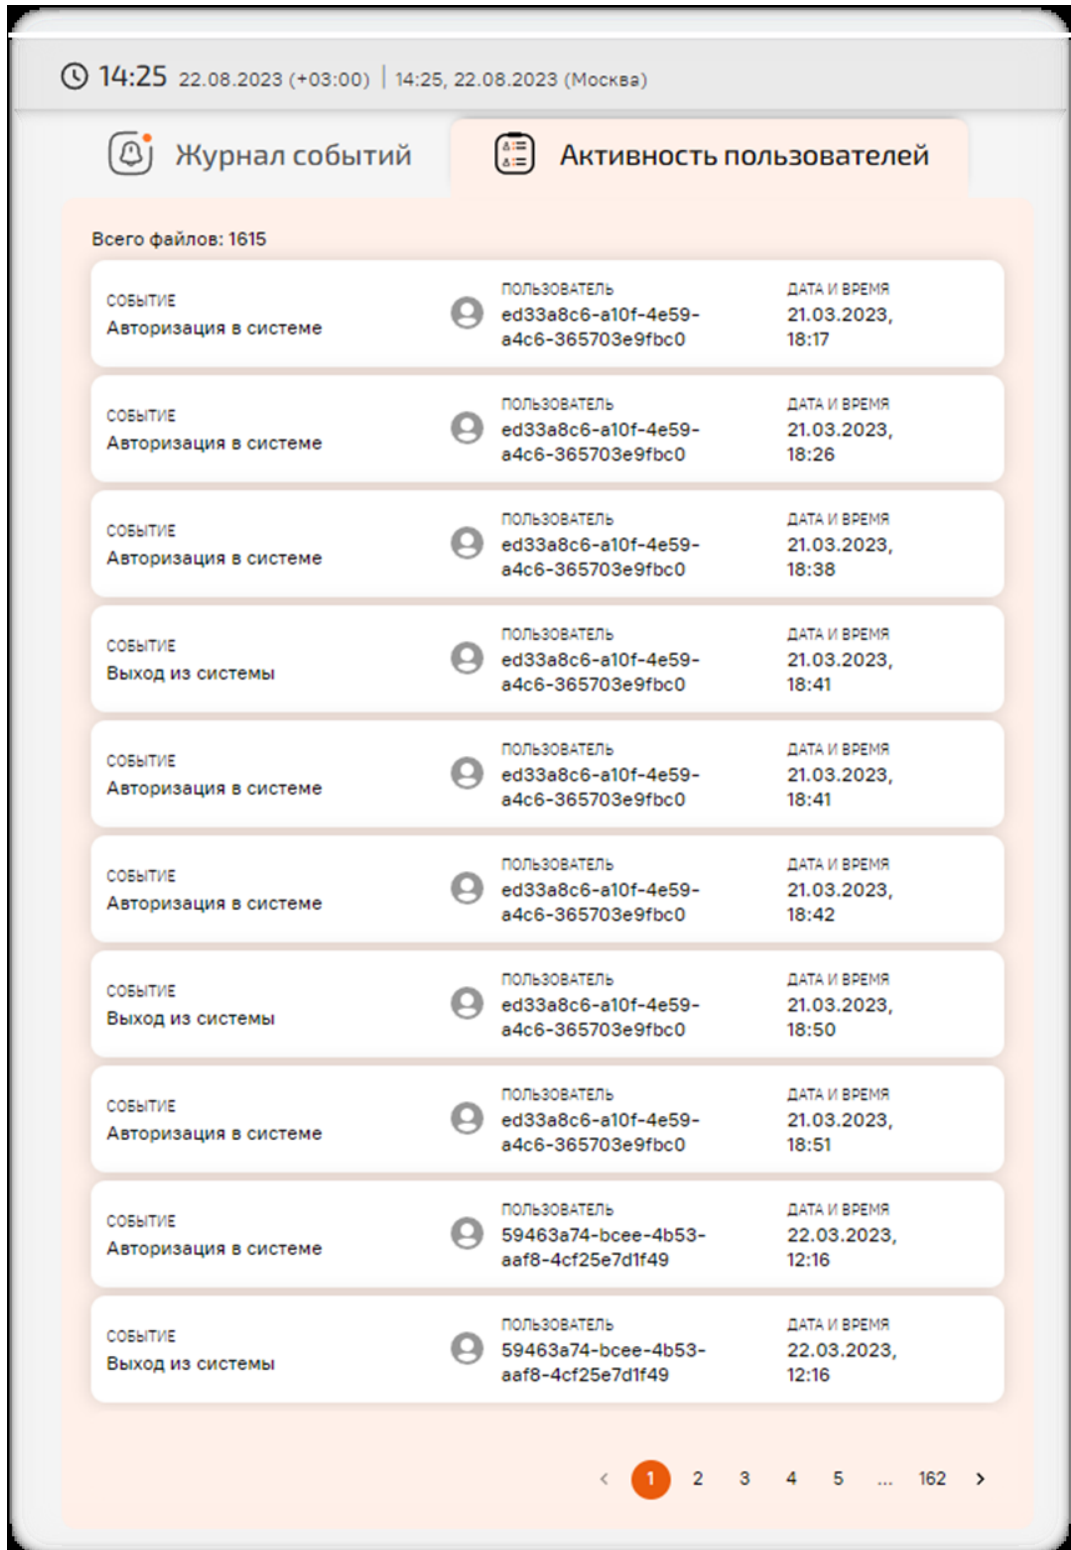 14:25 22.08.2023 (+03:00) | 14:25, 22.08.2023 (Москва)
Журнал событий
Активность пользователей
Всего файлов: 1615
СОБЫТИЕ
Авторизация в системе
ПОЛЬЗОВАТЕЛЬ
ed33a8c6-a10f-4e59-
a4c6-365703e9fbc0
ДАТА И ВРЕМЯ
21.03.2023,
18:17
СОБЫТИЕ
Авторизация в системе
ПОЛЬЗОВАТЕЛЬ
ed33a8c6-a10f-4e59-
a4c6-365703e9fbc0
ДАТА И ВРЕМЯ
21.03.2023,
18:26
СОБЫТИЕ
Авторизация в системе
ПОЛЬЗОВАТЕЛЬ
ed33a8c6-a10f-4e59-
a4c6-365703e9fbc0
ДАТА И ВРЕМЯ
21.03.2023,
18:38
СОБЫТИЕ
Выход из системы
ПОЛЬЗОВАТЕЛЬ
ed33a8c6-a10f-4e59-
a4c6-365703e9fbc0
ДАТА И ВРЕМЯ
21.03.2023,
18:41
СОБЫТИЕ
Авторизация в системе
ПОЛЬЗОВАТЕЛЬ
ed33a8c6-a10f-4e59-
a4c6-365703e9fbc0
ДАТА И ВРЕМЯ
21.03.2023,
18:41
СОБЫТИЕ
Авторизация в системе
ПОЛЬЗОВАТЕЛЬ
ed33a8c6-a10f-4e59-
a4c6-365703e9fbc0
ДАТА И ВРЕМЯ
21.03.2023,
18:42
СОБЫТИЕ
Выход из системы
ПОЛЬЗОВАТЕЛЬ
ed33a8c6-a10f-4e59-
a4c6-365703e9fbc0
ДАТА И ВРЕМЯ
21.03.2023,
18:50
СОБЫТИЕ
Авторизация в системе
ПОЛЬЗОВАТЕЛЬ
ed33a8c6-a10f-4e59-
a4c6-365703e9fbc0
ДАТА И ВРЕМЯ
21.03.2023,
18:51
СОБЫТИЕ
Авторизация в системе
ПОЛЬЗОВАТЕЛЬ
59463a74-bcee-4b53-
aaf8-4cf25e7d1f49
ДАТА И ВРЕМЯ
22.03.2023,
12:16
СОБЫТИЕ
Выход из системы
ПОЛЬЗОВАТЕЛЬ
59463a74-bcee-4b53-
aaf8-4cf25e7d1f49
ДАТА И ВРЕМЯ
22.03.2023,
12:16
‹ 1 2 3 4 5 ... 162 ›